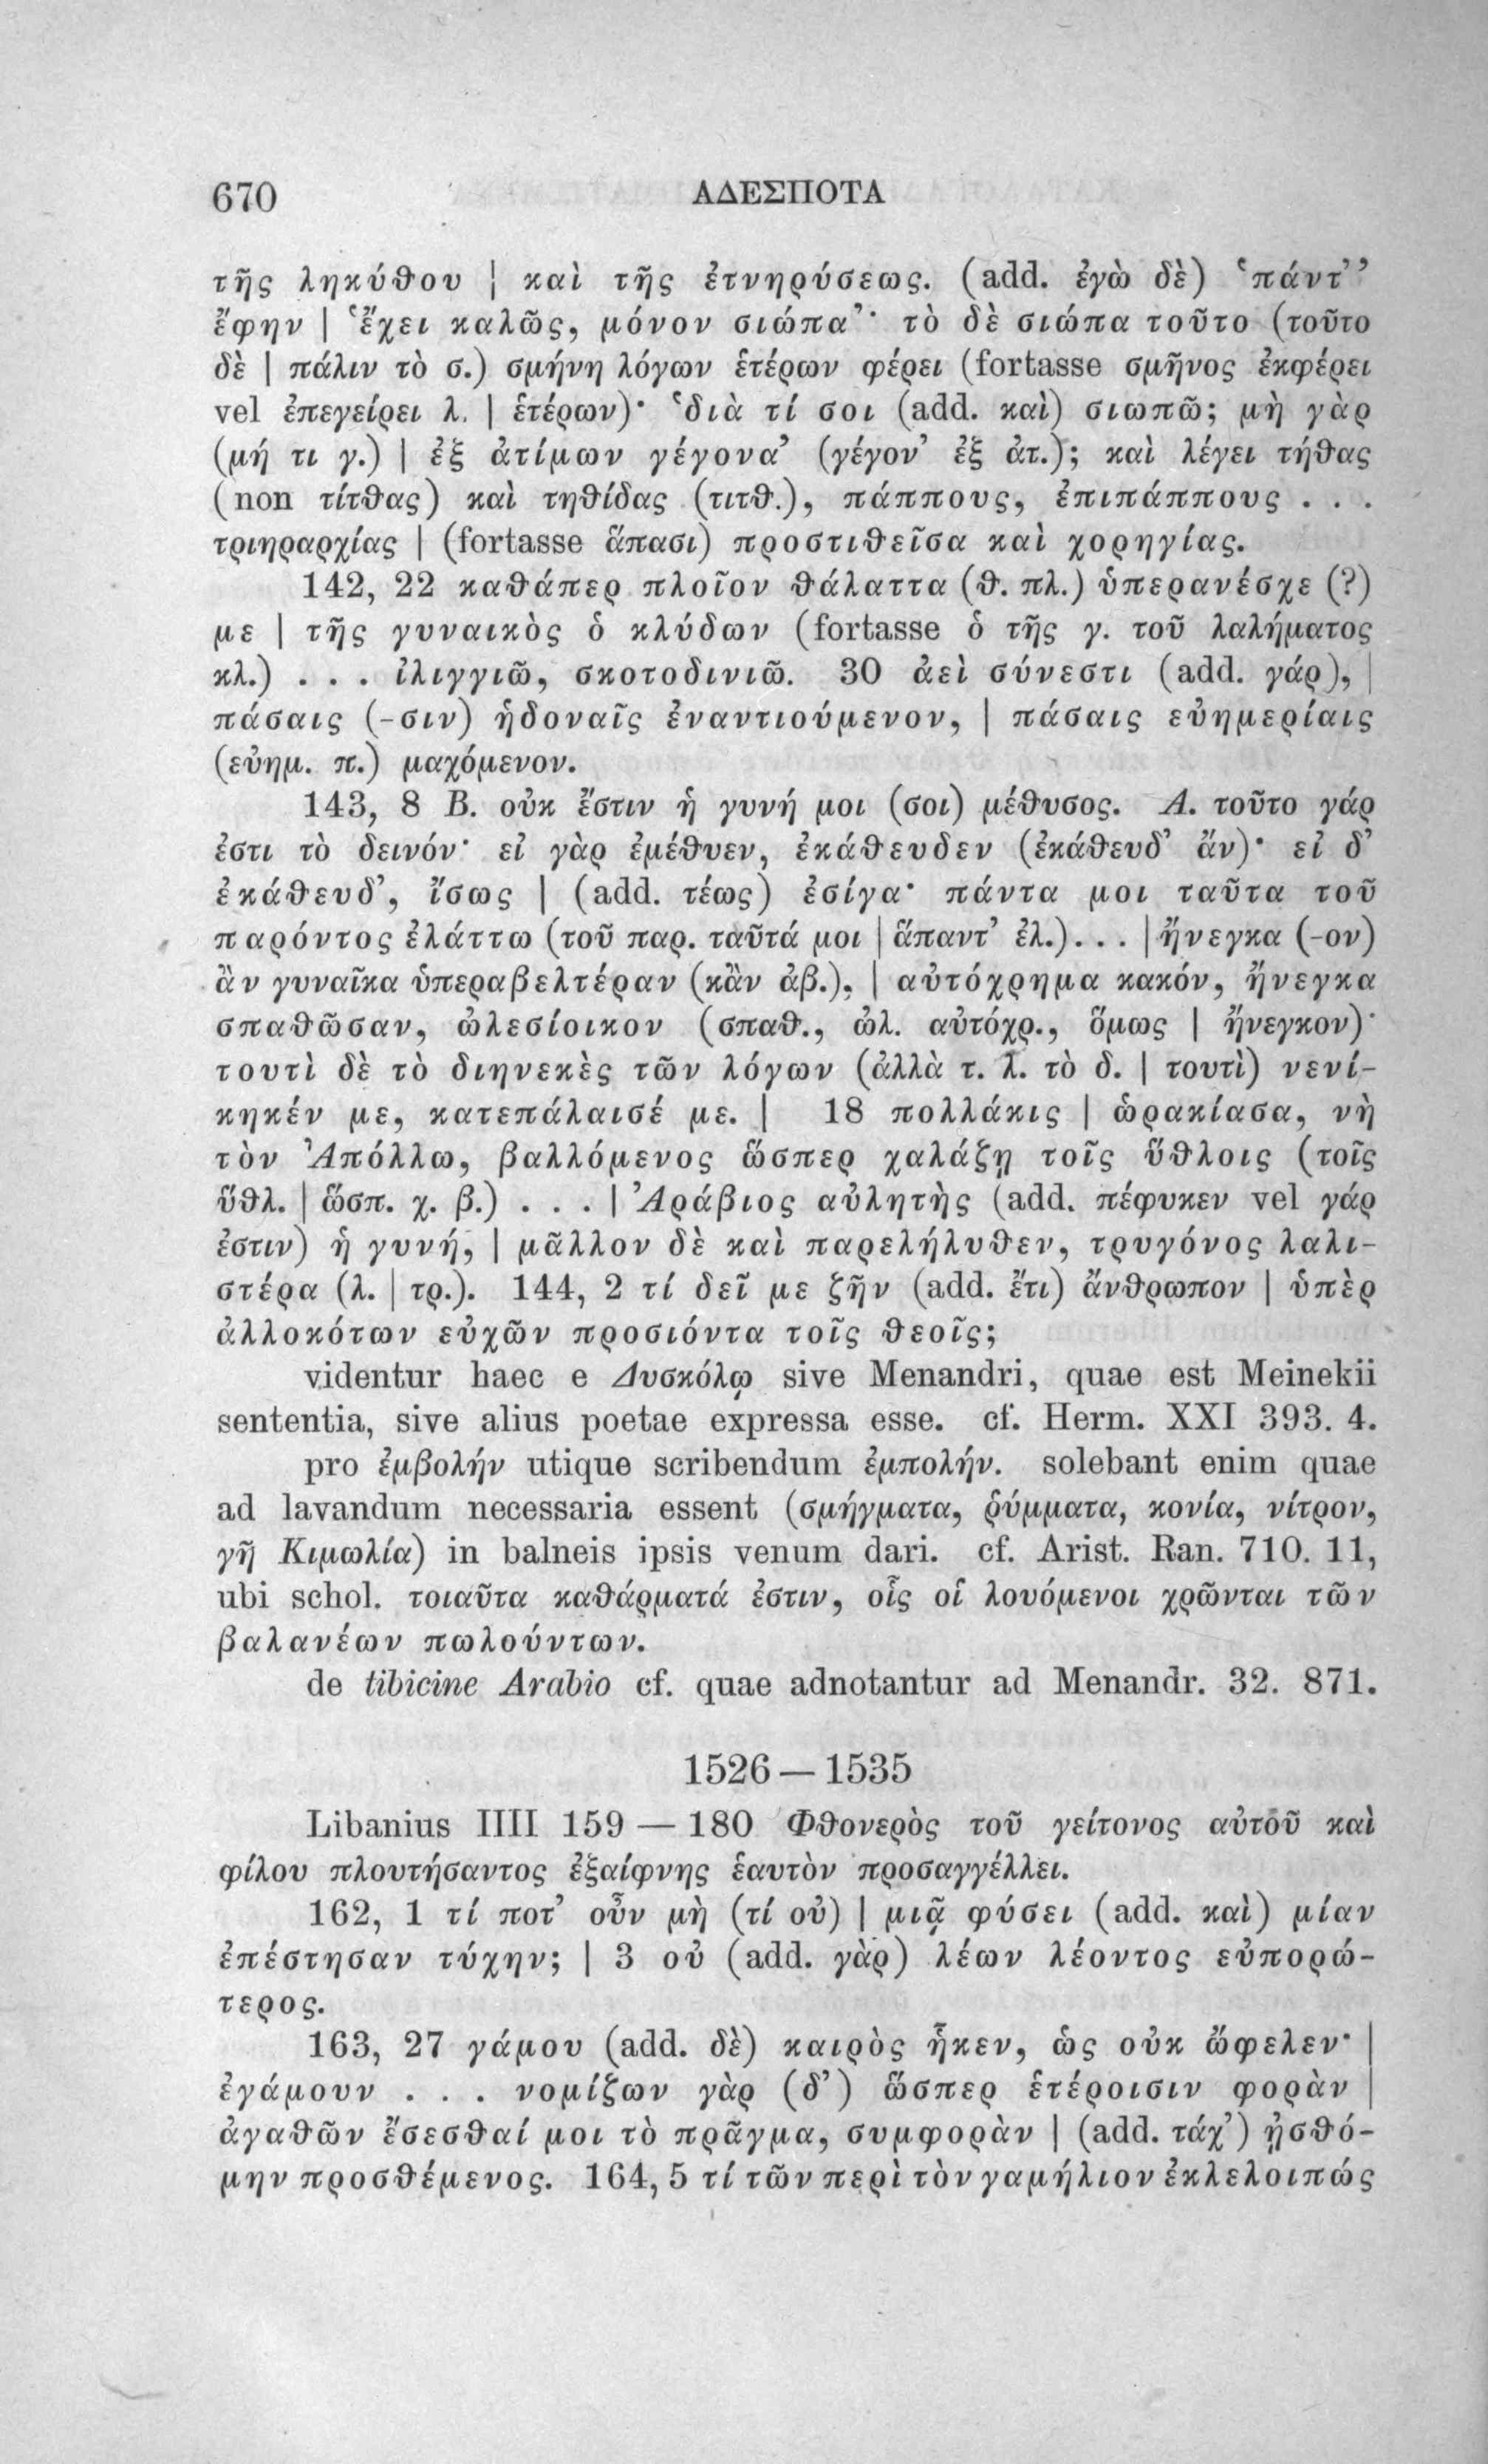 670 ΑΔΕΣΠΟΤΑ
τῆς ληκύθου | καὶ τῆς ἐτνηρύσεως. (add. ἐγὼ δὲ) ‘πάντ’’
ἔφην | ‘ἔχει καλῶς, μόνον σιώπα’· τὸ δὲ σιώπα τοῦτο (τοῦτο
δὲ | πάλιν τὸ σ.) σμήνη λόγων ἑτέρων φέρει (fortasse σμῆνος ἐκφέρει
vel ἐπεγείρει λ. | ἑτέρων)· ‘διὰ τί σοι (add. καὶ) σιωπῶ; μὴ γὰρ
(μή τι γ.) | ἐξ ἀτίμων γέγονα’ (γέγον’ ἐξ ἀτ.); καὶ λέγει τήθας
(non τίτθας) καὶ τηθίδας (τιτθ.), πάππους, ἐπιπάππους . . .
τριηραρχίας | (fortasse ἅπασι) προστιθεῖσα καὶ χορηγίας.
142, 22 καθάπερ πλοῖον θάλαττα (θ. πλ.) ὑπερανέσχε (?)
με | τῆς γυναικὸς ὁ κλύδων (fortasse ὁ τῆς γ. τοῦ λαλήματος
κλ.) . . . ἰλιγγιῶ, σκοτοδινιῶ. 30 ἀεὶ σύνεστι (add. γάρ), |
πάσαις (-σιν) ἡδοναῖς ἐναντιούμενον, | πάσαις εὐημερίαις
(εὐημ. π.) μαχόμενον.
143, 8 Β. οὐκ ἔστιν ἡ γυνή μοι (σοι) μέθυσος. Α. τοῦτο γάρ
ἐστι τὸ δεινόν· εἰ γὰρ ἐμέθυεν, ἐκάθευδεν (ἐκάθευδ’ ἄν)· εἰ δ’
ἐκάθευδ’, ἴσως | (add. τέως) ἐσίγα· πάντα μοι ταῦτα τοῦ
παρόντος ἐλάττω (τοῦ παρ. ταῦτά μοι | ἅπαντ’ ἐλ.). . . | ἤνεγκα (-ον)
ἂν γυναῖκα ὑπεραβελτέραν (κἂν ἀβ.), | αὐτόχρημα κακόν, ἤνεγκα
σπαθῶσαν, ὠλεσίοικον (σπαθ., ὠλ. αὐτόχρ., ὅμως | ἤνεγκον)·
τουτὶ δὲ τὸ διηνεκὲς τῶν λόγων (ἀλλὰ τ. λ. τὸ δ. | τουτὶ) νενί-
κηκέν με, κατεπάλαισέ με. | 18 πολλάκις | ὡρακίασα, νὴ
τὸν Ἀπόλλω, βαλλόμενος ὥσπερ χαλάζῃ τοῖς ὕθλοις (τοῖς
ὕθλ. | ὥσπ. χ. β.) . . . | Ἀράβιος αὐλητὴς (add. πέφυκεν vel γάρ
ἐστιν) ἡ γυνή, | μᾶλλον δὲ καὶ παρελήλυθεν, τρυγόνος λαλι-
στέρα (λ. | τρ.). 144, 2 τί δεῖ με ζῆν (add. ἔτι) ἄνθρωπον | ὑπὲρ
ἀλλοκότων εὐχῶν προσιόντα τοῖς θεοῖς;
videntur haec e Δυσκόλῳ sive Menandri, quae est Meinekii
sententia, sive alius poetae expressa esse. cf. Herm. XXI 393. 4.
pro ἐμβολήν utique scribendum ἐμπολήν. solebant enim quae
ad lavandum necessaria essent (σμήγματα, ῥύμματα, κονία, νίτρον,
γῆ Κιμωλία) in balneis ipsis venum dari. cf. Arist. Ran. 710. 11,
ubi schol. τοιαῦτα καθάρματά ἐστιν, οἷς οἱ λουόμενοι χρῶνται τῶν
βαλανέων πωλούντων.
de tibicine Arabio cf. quae adnotantur ad Menandr. 32. 871.
1526 — 1535
Libanius IIII 159 — 180 Φθονερὸς τοῦ γείτονος αὐτοῦ καὶ
φίλου πλουτήσαντος ἐξαίφνης ἑαυτὸν προσαγγέλλει.
162, 1 τί ποτ’ οὖν μὴ (τί οὐ) | μιᾷ φύσει (add. καὶ) μίαν
ἐπέστησαν τύχην; | 3 οὐ (add. γὰρ) λέων λέοντος εὐπορώ-
τερος.
163, 27 γάμου (add. δὲ) καιρὸς ἧκεν, ὡς οὐκ ὤφελεν· |
ἐγάμουν . . . νομίζων γὰρ (δ’) ὥσπερ ἑτέροισιν φορὰν |
ἀγαθῶν ἔσεσθαί μοι τὸ πρᾶγμα, συμφορὰν | (add. τάχ’) ᾐσθό-
μην προσθέμενος. 164, 5 τί τῶν περὶ τὸν γαμήλιον ἐκλελοιπώς